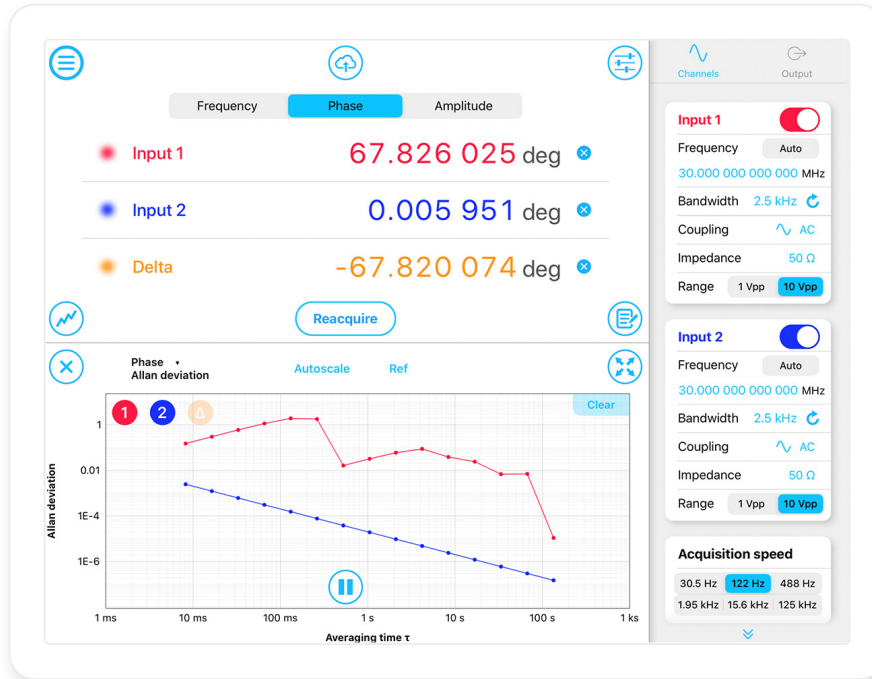 Channels
Output
Frequency
Phase
Amplitude
Input 1
67.826 025 deg
Input 2
0.005 951 deg
Delta
-67.820 074 deg
Reacquire
Phase
Allan deviation
Autoscale
Ref
Clear
1
2
Δ
Allan deviation
1
0.01
1E-4
1E-6
1 ms
10 ms
100 ms
1 s
10 s
100 s
1 ks
Averaging time τ
Input 1
Frequency
Auto
30.000 000 000 000 MHz
Bandwidth 2.5 kHz
Coupling AC
Impedance 50 Ω
Range 1 Vpp 10 Vpp
Input 2
Frequency
Auto
30.000 000 000 000 MHz
Bandwidth 2.5 kHz
Coupling AC
Impedance 50 Ω
Range 1 Vpp 10 Vpp
Acquisition speed
30.5 Hz 122 Hz 488 Hz
1.95 kHz 15.6 kHz 125 kHz